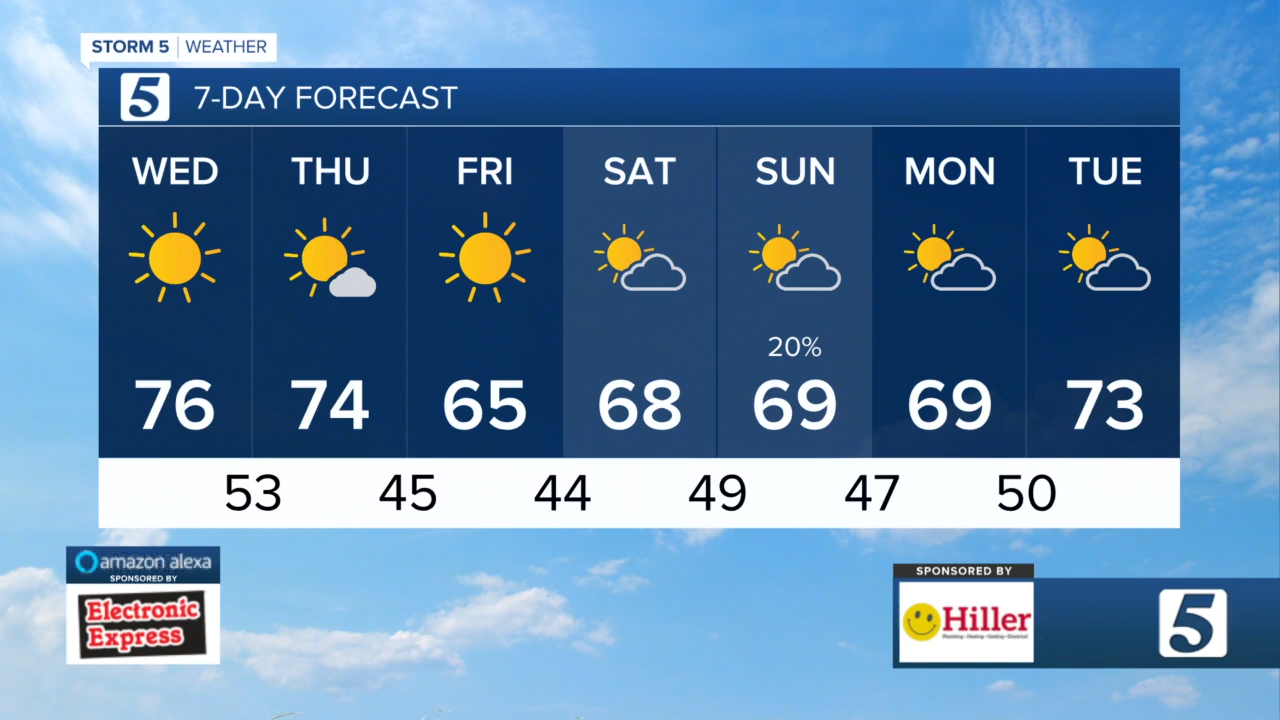 STORM 5 | WEATHER
5 7-DAY FORECAST
WED THU FRI SAT SUN MON TUE
20%
76 74 65 68 69 69 73
53 45 44 49 47 50
amazon alexa
SPONSORED BY
Electronic
Express
SPONSORED BY
Hiller
Plumbing • Heating • Cooling • Electrical
5